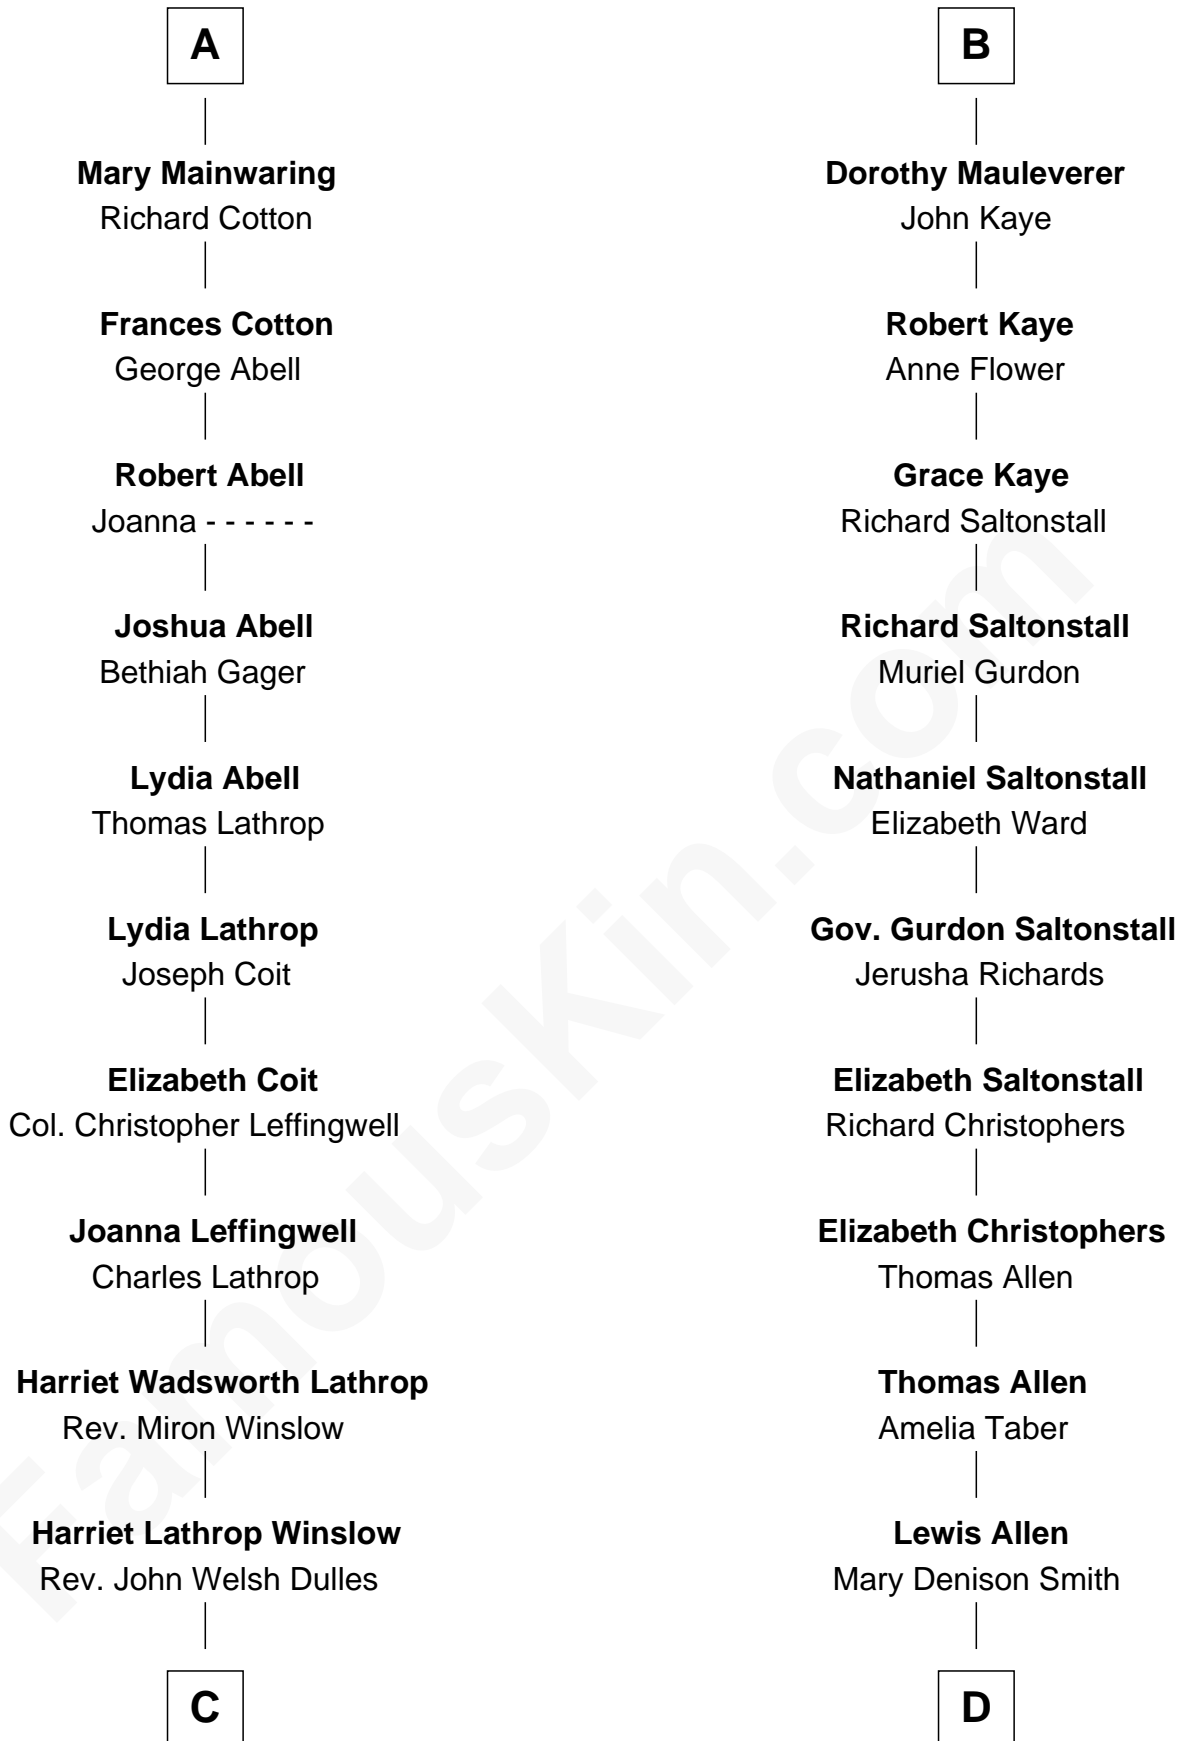 A
Mary Mainwaring
Richard Cotton
Frances Cotton
George Abell
Robert Abell
Joanna - - - - - -
Joshua Abell
Bethiah Gager
Lydia Abell
Thomas Lathrop
Lydia Lathrop
Joseph Coit
Elizabeth Coit
Col. Christopher Leffingwell
Joanna Leffingwell
Charles Lathrop
Harriet Wadsworth Lathrop
Rev. Miron Winslow
Harriet Lathrop Winslow
Rev. John Welsh Dulles
C
B
Dorothy Mauleverer
John Kaye
Robert Kaye
Anne Flower
Grace Kaye
Richard Saltonstall
Richard Saltonstall
Muriel Gurdon
Nathaniel Saltonstall
Elizabeth Ward
Gov. Gurdon Saltonstall
Jerusha Richards
Elizabeth Saltonstall
Richard Christophers
Elizabeth Christophers
Thomas Allen
Thomas Allen
Amelia Taber
Lewis Allen
Mary Denison Smith
D
FamousKin.com